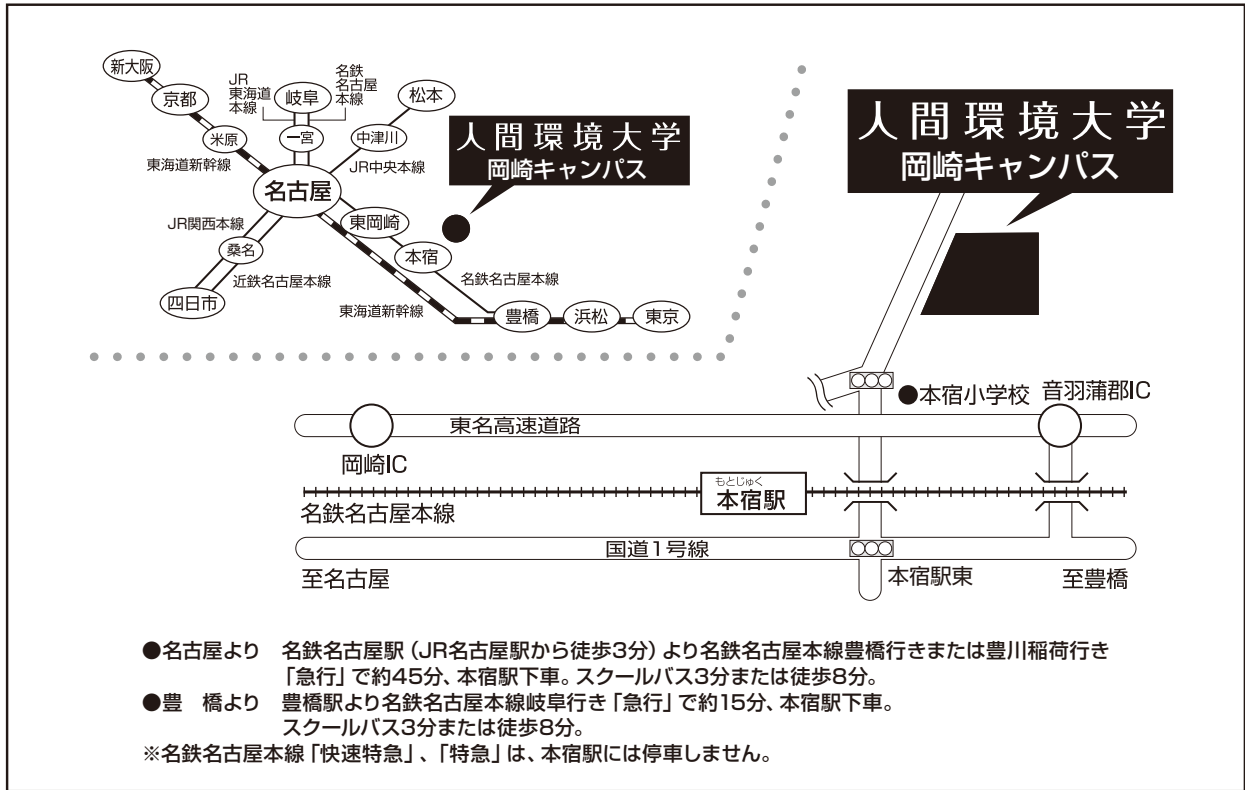 新大阪
京都
米原
東海道新幹線
JR
東海道
本線
岐阜
一宮
名鉄
名古屋
本線
松本
中津川
JR中央本線
名古屋
人間環境大学
岡崎キャンパス
JR関西本線
桑名
近鉄名古屋本線
四日市
東岡崎
本宿
名鉄名古屋本線
東海道新幹線
豊橋
浜松
東京
人間環境大学
岡崎キャンパス
●本宿小学校
音羽蒲郡IC
東名高速道路
岡崎IC
もとじゅく
本宿駅
名鉄名古屋本線
国道1号線
至名古屋
本宿駅東
至豊橋
●名古屋より 名鉄名古屋駅（JR名古屋駅から徒歩3分）より名鉄名古屋本線豊橋行きまたは豊川稲荷行き
「急行」で約45分、本宿駅下車。スクールバス3分または徒歩8分。
●豊　橋より 豊橋駅より名鉄名古屋本線岐阜行き「急行」で約15分、本宿駅下車。
スクールバス3分または徒歩8分。
※名鉄名古屋本線「快速特急」、「特急」は、本宿駅には停車しません。